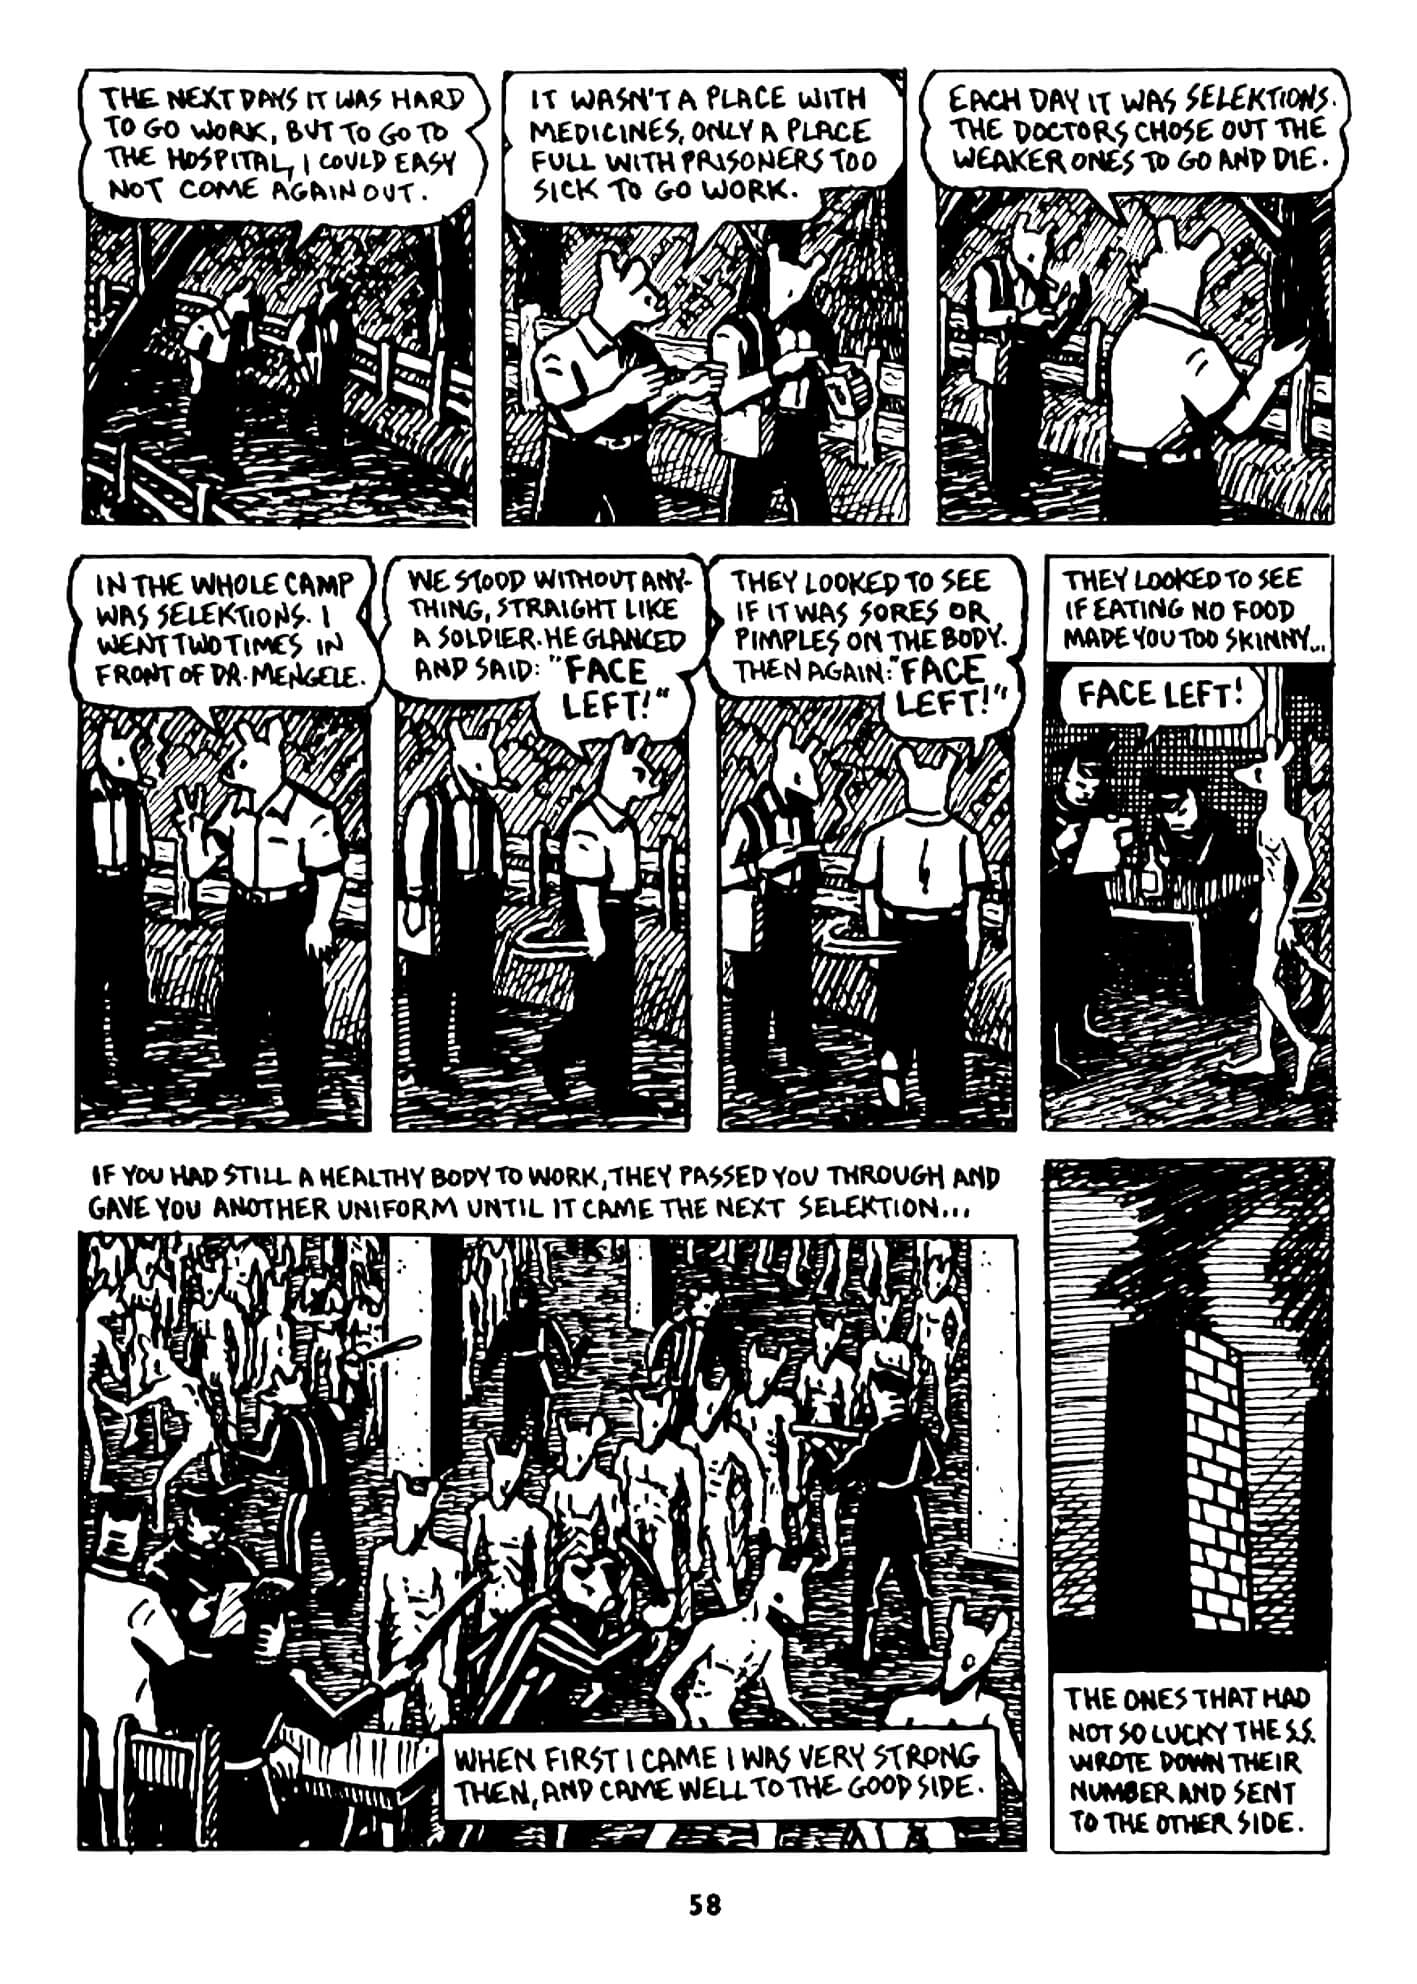 THE NEXT DAYS IT WAS HARD
TO GO WORK, BUT TO GO TO
THE HOSPITAL, I COULD EASY
NOT COME AGAIN OUT.
IT WASN'T A PLACE WITH
MEDICINES, ONLY A PLACE
FULL WITH PRISONERS TOO
SICK TO GO WORK.
EACH DAY IT WAS SELEKTIONS.
THE DOCTORS CHOSE OUT THE
WEAKER ONES TO GO AND DIE.
IN THE WHOLE CAMP
WAS SELEKTIONS. I
WENT TWO TIMES IN
FRONT OF DR. MENGELE.
WE STOOD WITHOUT ANY-
THING, STRAIGHT LIKE
A SOLDIER. HE GLANCED
AND SAID: "FACE
LEFT!"
THEY LOOKED TO SEE
IF IT WAS SORES OR
PIMPLES ON THE BODY.
THEN AGAIN: "FACE
LEFT!"
THEY LOOKED TO SEE
IF EATING NO FOOD
MADE YOU TOO SKINNY...
FACE LEFT!
IF YOU HAD STILL A HEALTHY BODY TO WORK, THEY PASSED YOU THROUGH AND
GAVE YOU ANOTHER UNIFORM UNTIL IT CAME THE NEXT SELEKTION...
WHEN FIRST I CAME I WAS VERY STRONG
THEN, AND CAME WELL TO THE GOOD SIDE.
THE ONES THAT HAD
NOT SO LUCKY THE S.S.
WROTE DOWN THEIR
NUMBER AND SENT
TO THE OTHER SIDE.
58